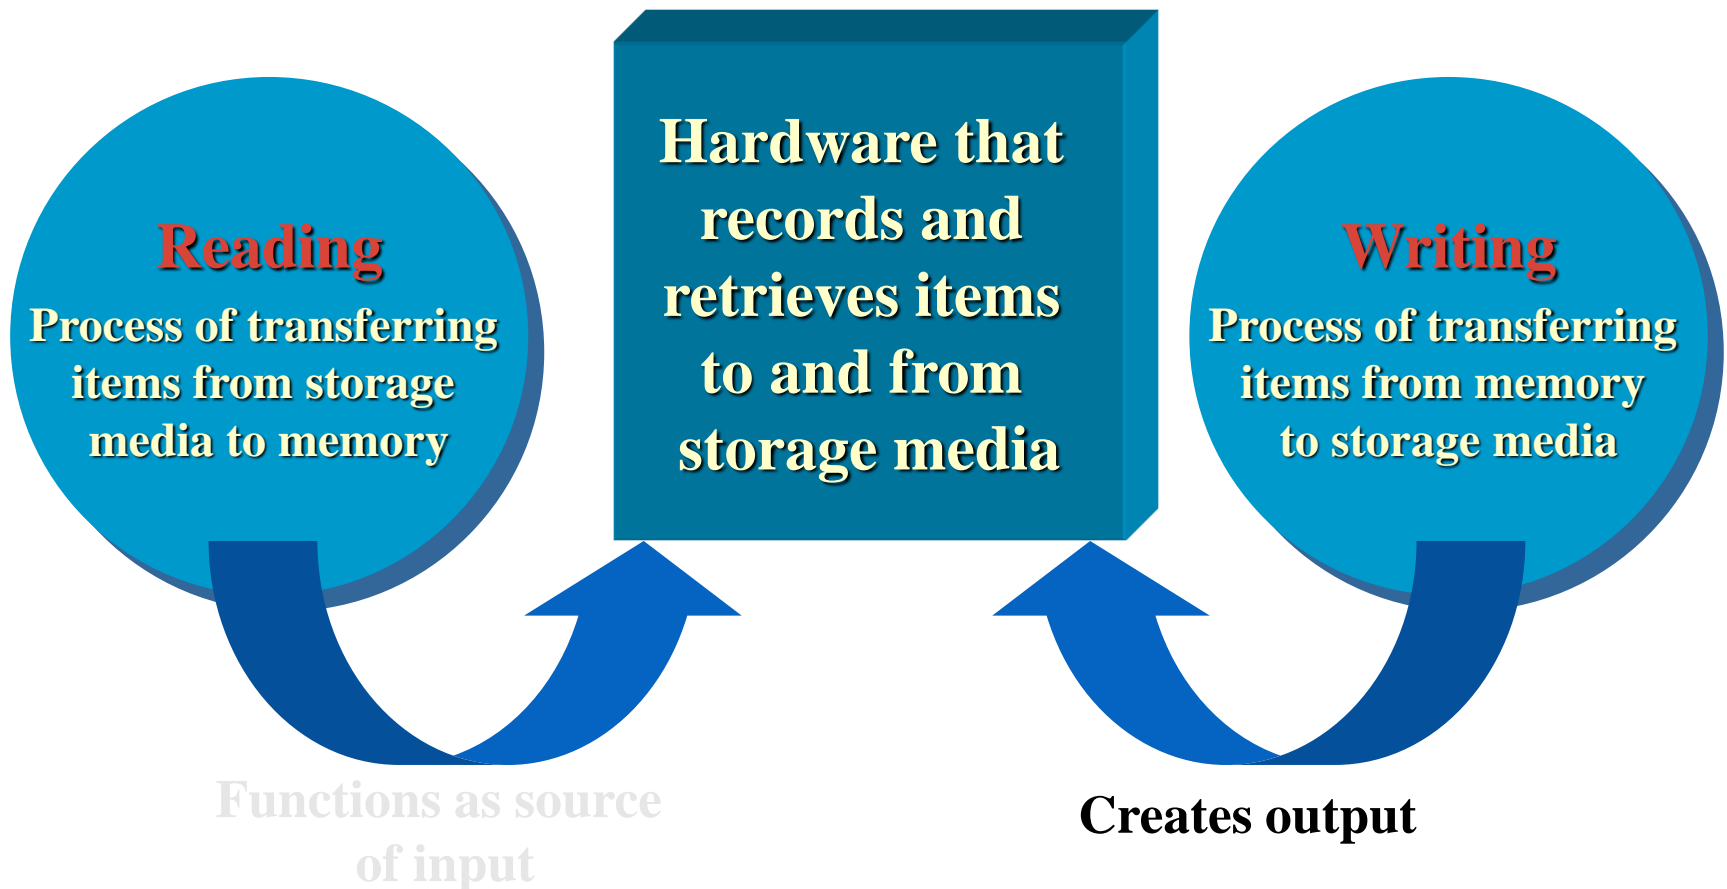 Reading
Process of transferring
items from storage
media to memory
Hardware that
records and
retrieves items
to and from
storage media
Writing
Process of transferring
items from memory
to storage media
Functions as source
of input
Creates output